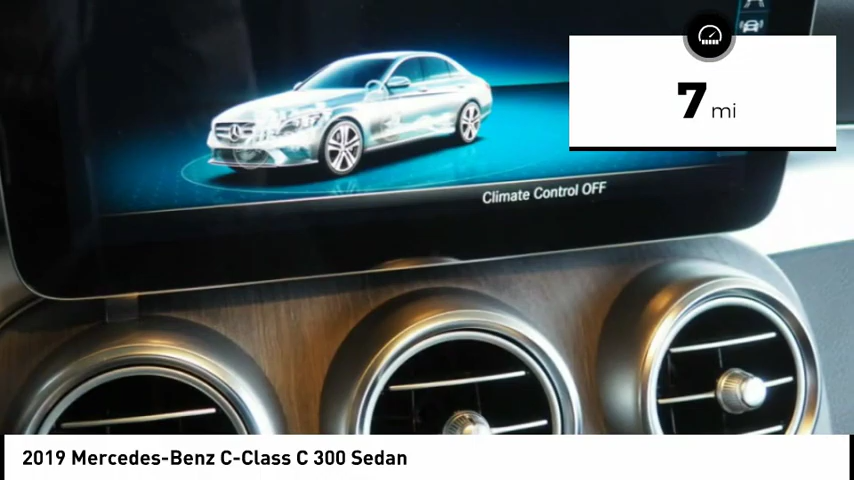 7 mi
Climate Control OFF
2019 Mercedes-Benz C-Class C 300 Sedan